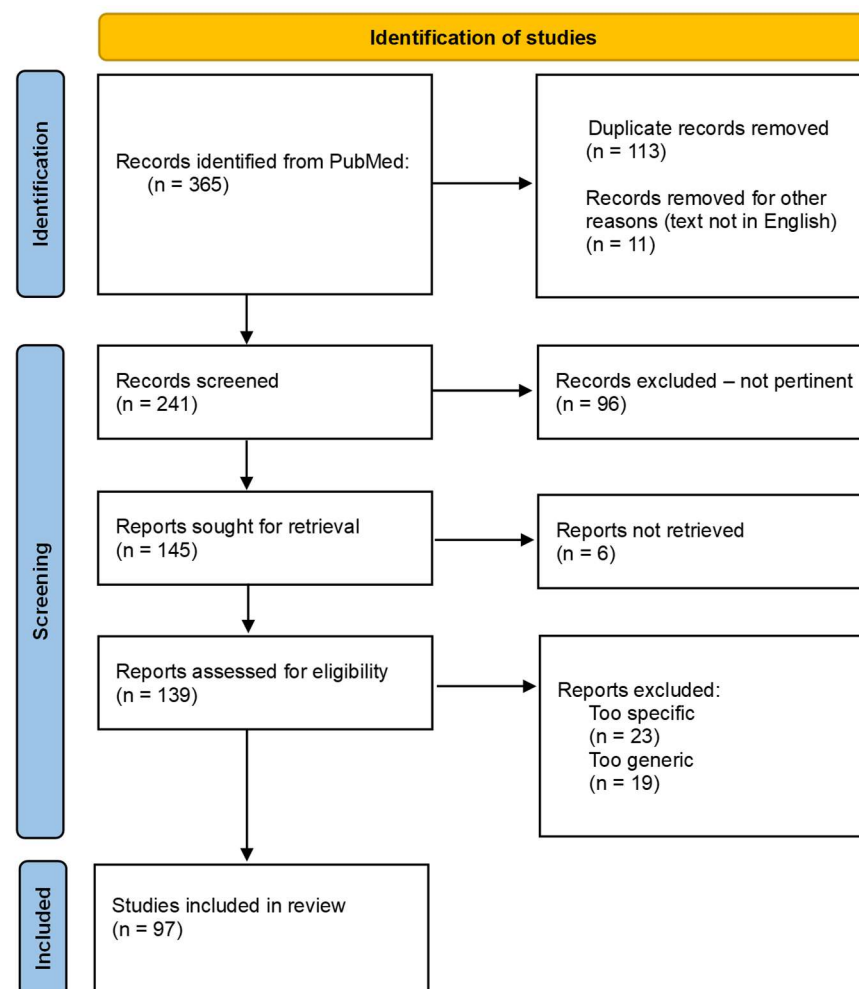 Identification of studies
Identification
Records identified from PubMed:
(n = 365)
Duplicate records removed
(n = 113)
Records removed for other
reasons (text not in English)
(n = 11)
Screening
Records screened
(n = 241)
Records excluded – not pertinent
(n = 96)
Reports sought for retrieval
(n = 145)
Reports not retrieved
(n = 6)
Reports assessed for eligibility
(n = 139)
Reports excluded:
Too specific
(n = 23)
Too generic
(n = 19)
Included
Studies included in review
(n = 97)